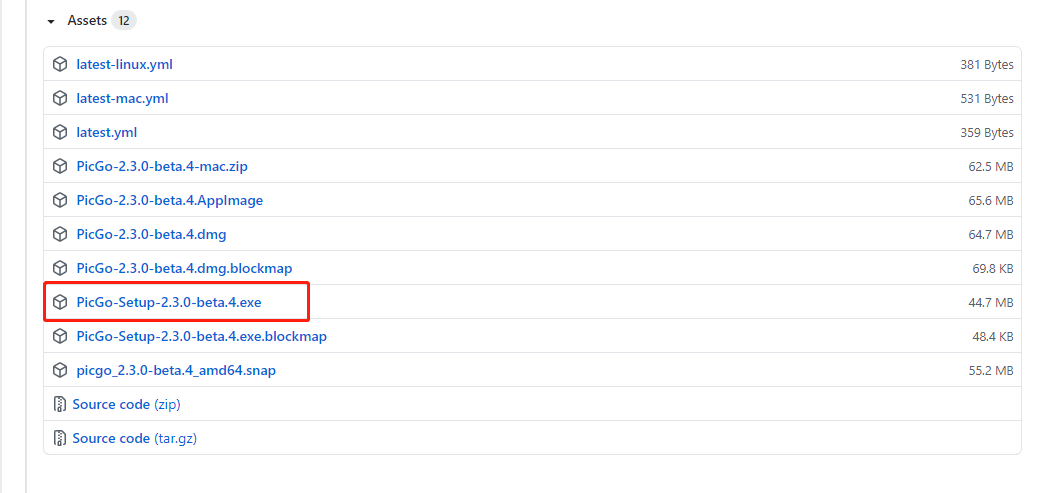 Assets 12
latest-linux.yml 381 Bytes
latest-mac.yml 531 Bytes
latest.yml 359 Bytes
PicGo-2.3.0-beta.4-mac.zip 62.5 MB
PicGo-2.3.0-beta.4.AppImage 65.6 MB
PicGo-2.3.0-beta.4.dmg 64.7 MB
PicGo-2.3.0-beta.4.dmg.blockmap 69.8 KB
PicGo-Setup-2.3.0-beta.4.exe 44.7 MB
PicGo-Setup-2.3.0-beta.4.exe.blockmap 48.4 KB
picgo_2.3.0-beta.4_amd64.snap 55.2 MB
Source code (zip)
Source code (tar.gz)